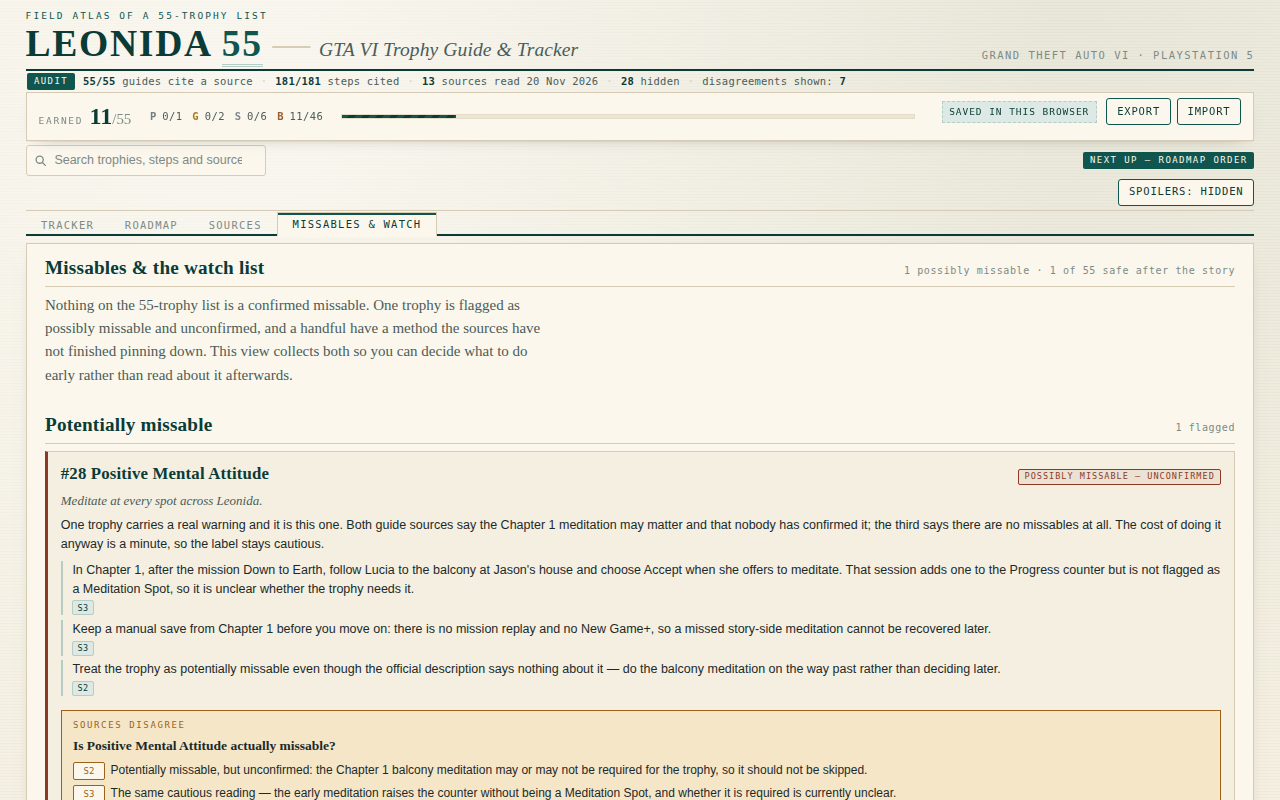 FIELD ATLAS OF A 55-TROPHY LIST
LEONIDA 55
GTA VI Trophy Guide & Tracker
GRAND THEFT AUTO VI · PLAYSTATION 5
AUDIT 55/55 guides cite a source · 181/181 steps cited · 13 sources read 20 Nov 2026 · 28 hidden · disagreements shown: 7
EARNED 11/55 P 0/1 G 0/2 S 0/6 B 11/46
SAVED IN THIS BROWSER
EXPORT
IMPORT
Search trophies, steps and source
NEXT UP — ROADMAP ORDER
SPOILERS: HIDDEN
TRACKER ROADMAP SOURCES MISSABLES & WATCH
Missables & the watch list
1 possibly missable · 1 of 55 safe after the story
Nothing on the 55-trophy list is a confirmed missable. One trophy is flagged as
possibly missable and unconfirmed, and a handful have a method the sources have
not finished pinning down. This view collects both so you can decide what to do
early rather than read about it afterwards.
Potentially missable
1 flagged
#28 Positive Mental Attitude
POSSIBLY MISSABLE — UNCONFIRMED
Meditate at every spot across Leonida.
One trophy carries a real warning and it is this one. Both guide sources say the Chapter 1 meditation may matter and that nobody has confirmed it; the third says there are no missables at all. The cost of doing it
anyway is a minute, so the label stays cautious.
In Chapter 1, after the mission Down to Earth, follow Lucia to the balcony at Jason's house and choose Accept when she offers to meditate. That session adds one to the Progress counter but is not flagged as
a Meditation Spot, so it is unclear whether the trophy needs it.
S3
Keep a manual save from Chapter 1 before you move on: there is no mission replay and no New Game+, so a missed story-side meditation cannot be recovered later.
S3
Treat the trophy as potentially missable even though the official description says nothing about it — do the balcony meditation on the way past rather than deciding later.
S2
SOURCES DISAGREE
Is Positive Mental Attitude actually missable?
S2 Potentially missable, but unconfirmed: the Chapter 1 balcony meditation may or may not be required for the trophy, so it should not be skipped.
S3 The same cautious reading — the early meditation raises the counter without being a Meditation Spot, and whether it is required is currently unclear.